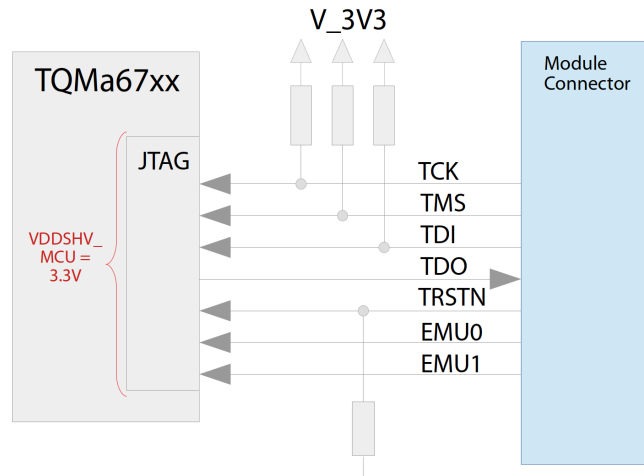 V_3V3
TQMa67xx
Module
Connector
JTAG
VDDSHV_
MCU =
3.3V
TCK
TMS
TDI
TDO
TRSTN
EMU0
EMU1